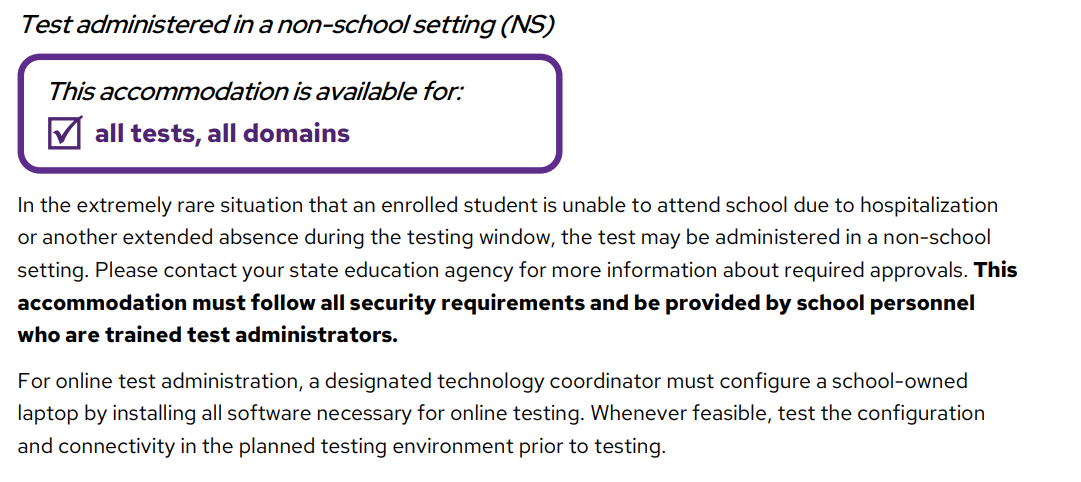 Test administered in a non-school setting (NS)
This accommodation is available for:
all tests, all domains
In the extremely rare situation that an enrolled student is unable to attend school due to hospitalization
or another extended absence during the testing window, the test may be administered in a non-school
setting. Please contact your state education agency for more information about required approvals. This
accommodation must follow all security requirements and be provided by school personnel
who are trained test administrators.
For online test administration, a designated technology coordinator must configure a school-owned
laptop by installing all software necessary for online testing. Whenever feasible, test the configuration
and connectivity in the planned testing environment prior to testing.